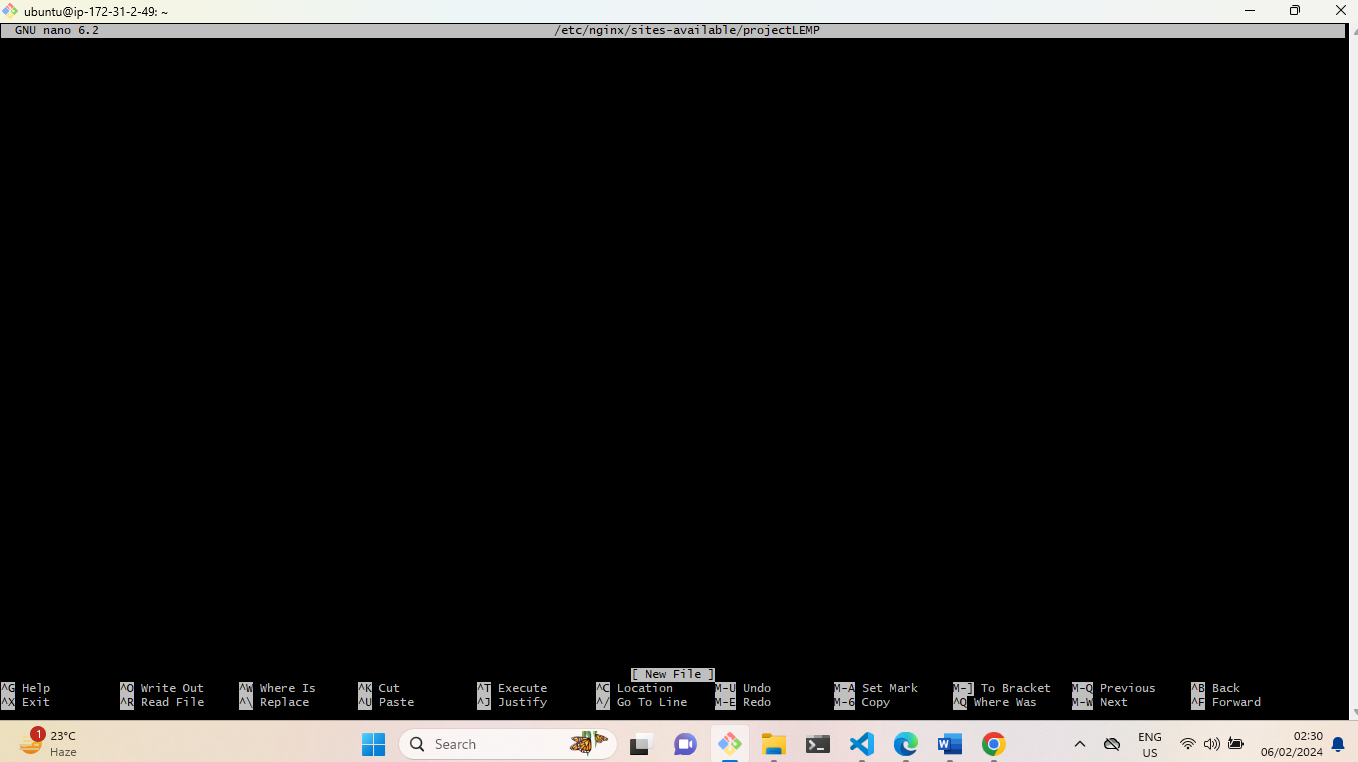 ubuntu@ip-172-31-2-49: ~
GNU nano 6.2 /etc/nginx/sites-available/projectLEMP
[ New File ]
^G Help ^O Write Out ^W Where Is ^K Cut ^T Execute ^C Location M-U Undo M-A Set Mark M-] To Bracket M-Q Previous ^B Back
^X Exit ^R Read File ^\ Replace ^U Paste ^J Justify ^/ Go To Line M-E Redo M-6 Copy ^Q Where Was M-W Next ^F Forward
1
23°C
Haze
Search
ENG
US
02:30
06/02/2024